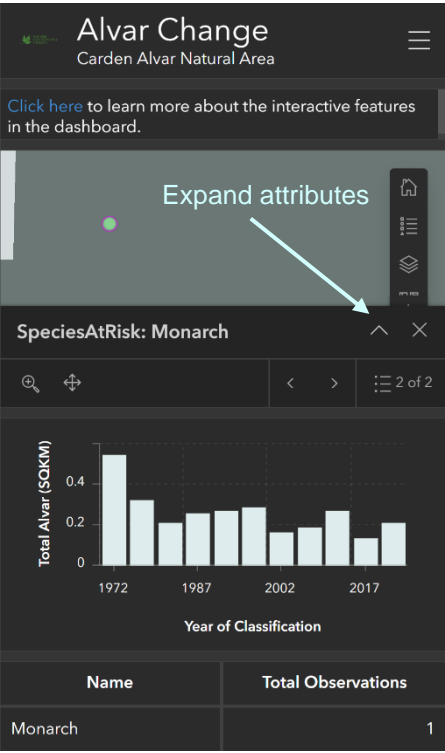 Alvar Change
Carden Alvar Natural Area
Click here to learn more about the interactive features
in the dashboard.
Expand attributes
SpeciesAtRisk: Monarch
2 of 2
Total Alvar (SQKM)
0.4
0.2
0
1972 1987 2002 2017
Year of Classification
Name Total Observations
Monarch 1